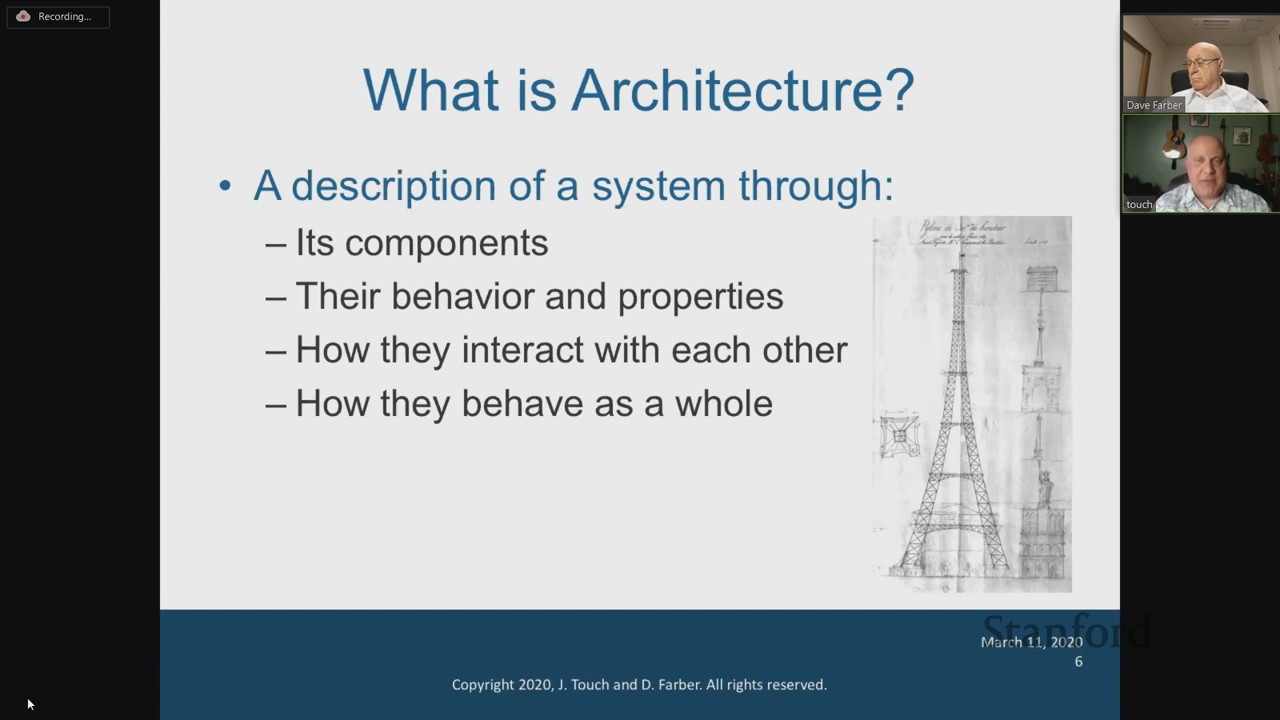 Recording...
What is Architecture?
• A description of a system through:
– Its components
– Their behavior and properties
– How they interact with each other
– How they behave as a whole
Dave Farber
touch
Stanford
March 11, 2020
6
Copyright 2020, J. Touch and D. Farber. All rights reserved.